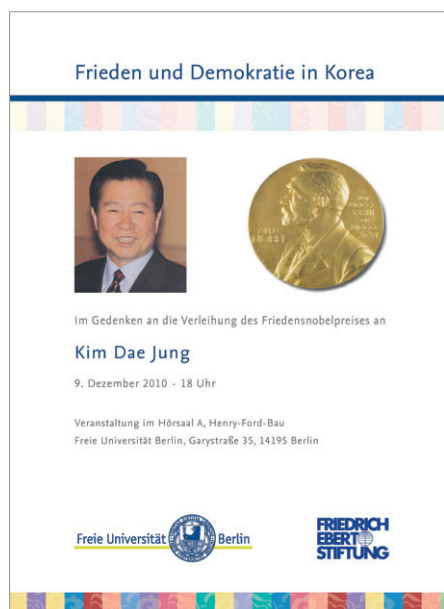 Frieden und Demokratie in Korea
Im Gedenken an die Verleihung des Friedensnobelpreises an
Kim Dae Jung
9. Dezember 2010 - 18 Uhr
Veranstaltung im Hörsaal A, Henry-Ford-Bau
Freie Universität Berlin, Garystraße 35, 14195 Berlin
Freie Universität Berlin
FRIEDRICH
EBERT
STIFTUNG